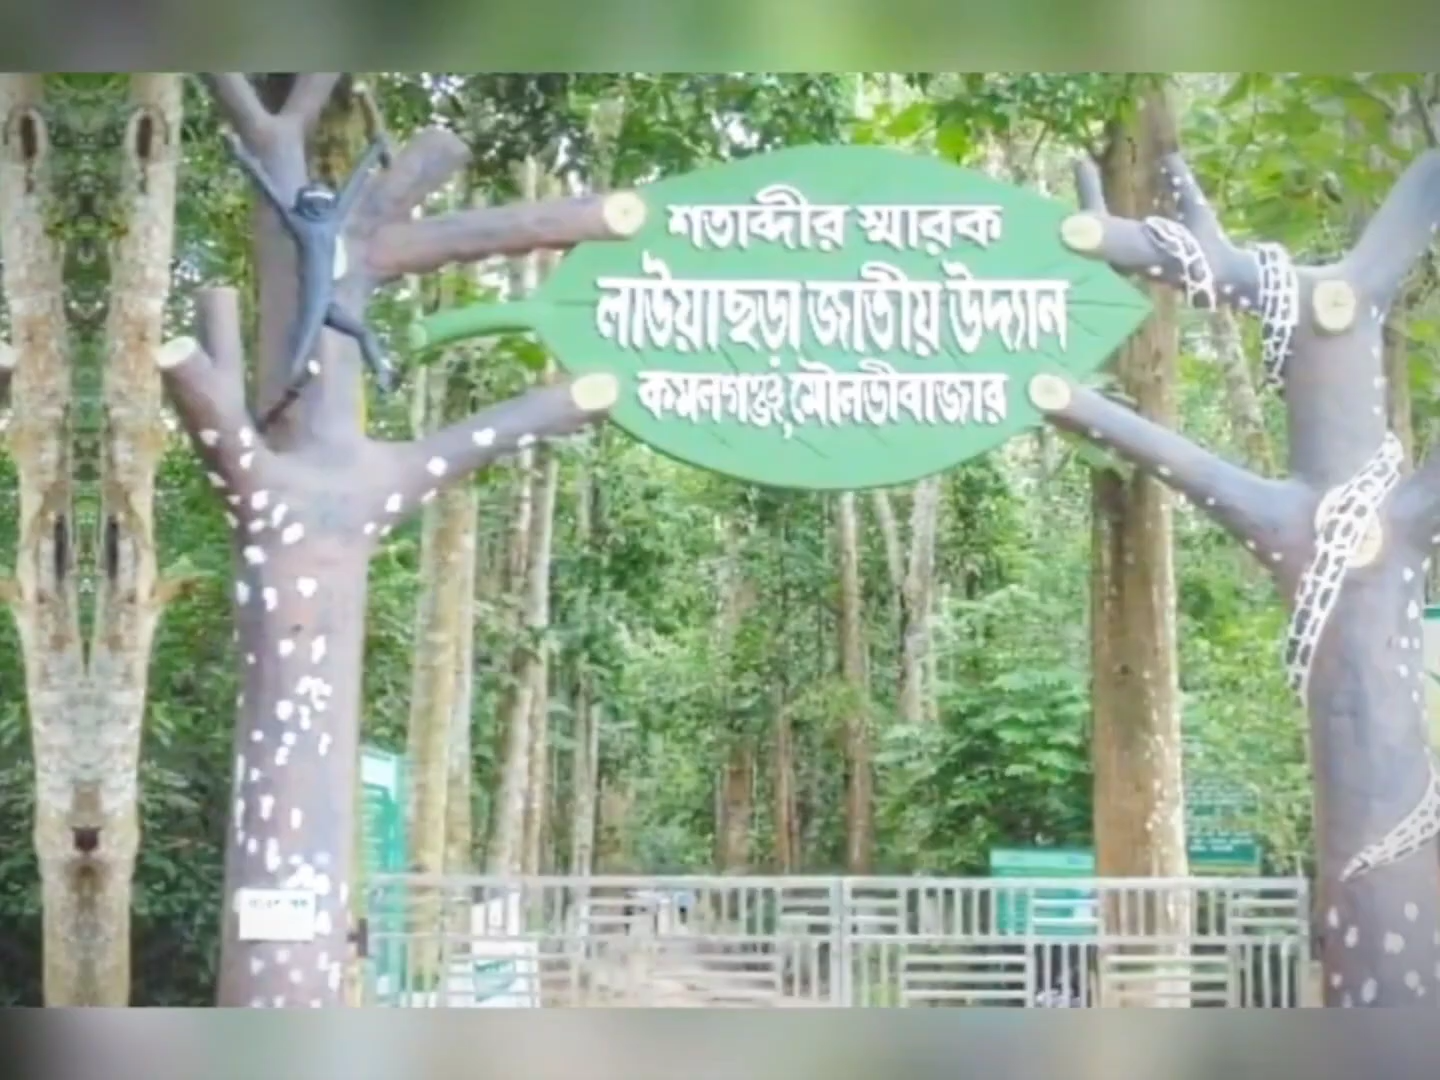 শতাব্দীর স্মারক
লাউয়াছড়া জাতীয় উদ্যান
কমলগঞ্জ,মৌলভীবাজার